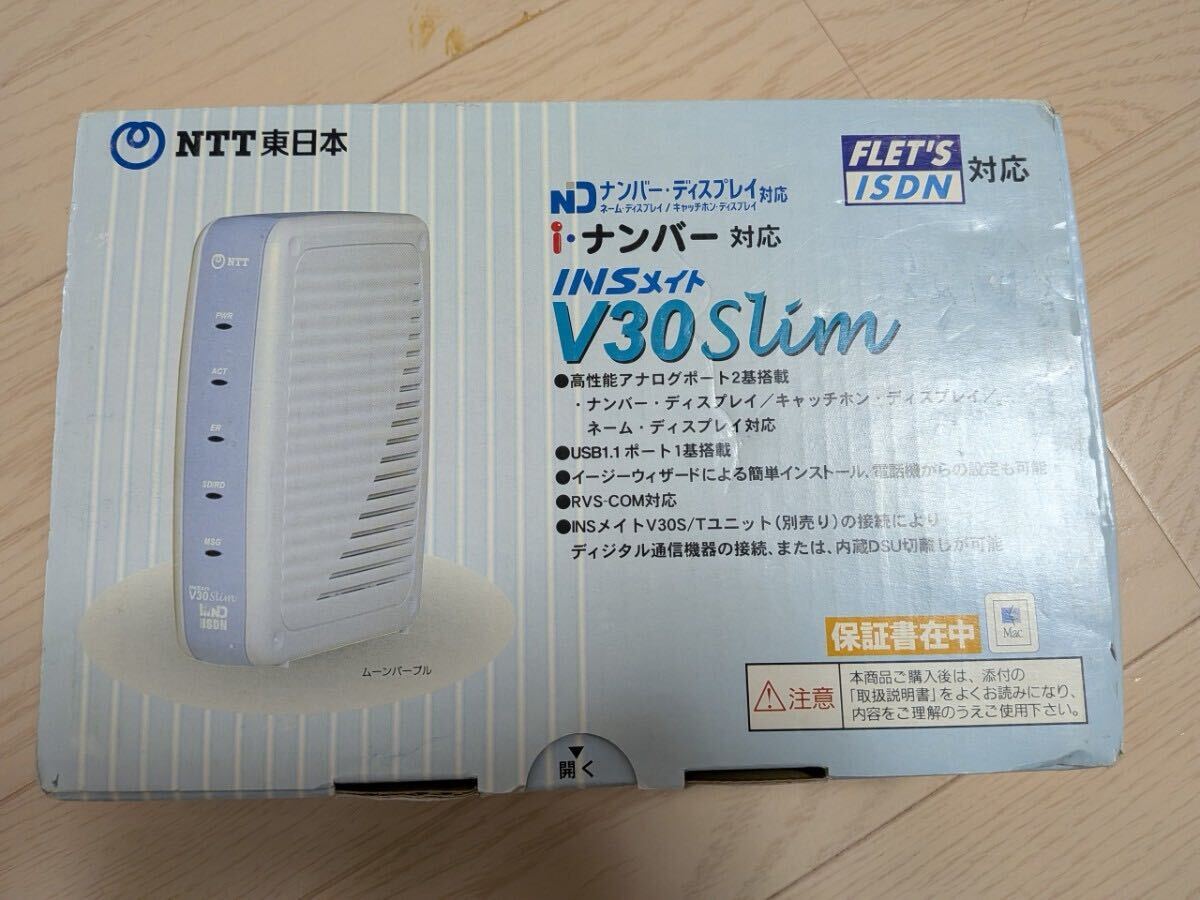 NTT東日本
FLET'S
ISDN
対応
ND ナンバー・ディスプレイ対応
ネーム・ディスプレイ/キャッチホン・ディスプレイ
i・ナンバー 対応
INSメイト
V30Slim
●高性能アナログポート2基搭載
・ナンバー・ディスプレイ／キャッチホン・ディスプレイ／
ネーム・ディスプレイ対応
●USB1.1ポート1基搭載
●イージーウィザードによる簡単インストール、電話機からの設定も可能
●RVS-COM対応
●INSメイトV30S/Tユニット(別売り)の接続により
ディジタル通信機器の接続、または、内蔵DSU切離しが可能
NTT
PWR
ACT
ER
SD/RD
MSG
V30Slim
ISDN
ムーンパープル
保証書在中
Mac
注意
本商品ご購入後は、添付の
「取扱説明書」をよくお読みになり、
内容をご理解のうえご使用下さい。
▼
開く